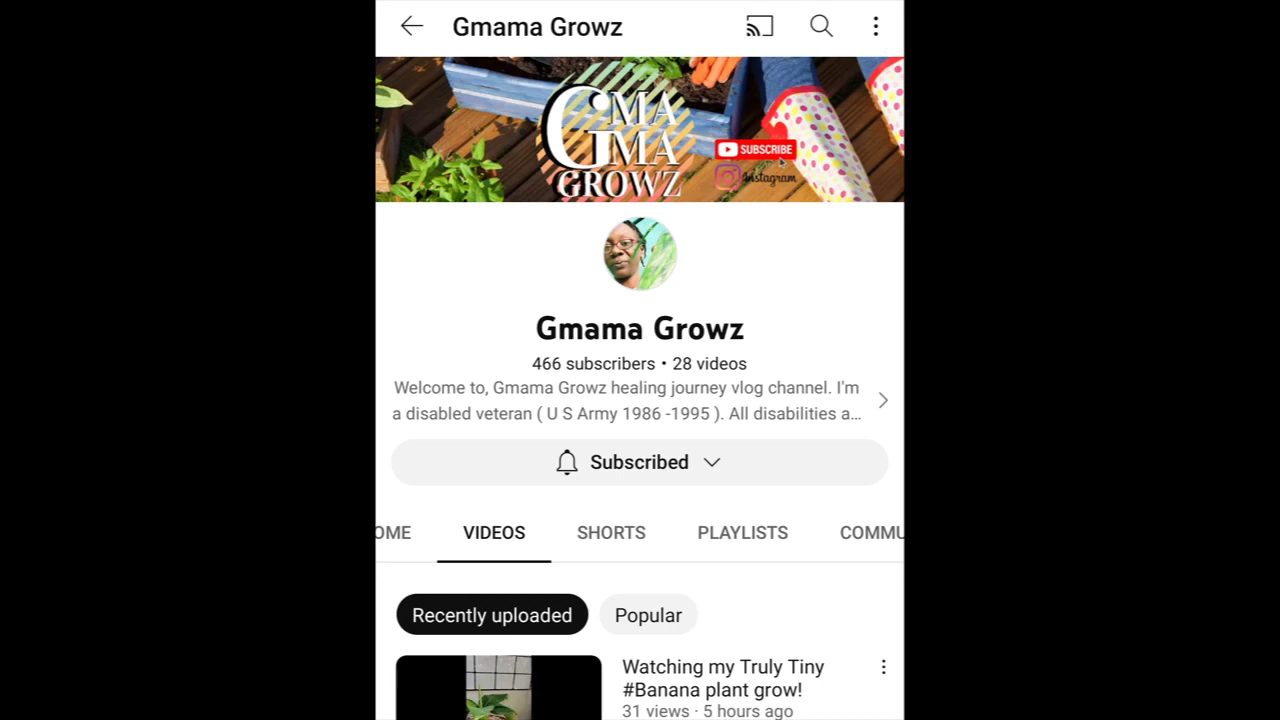 Gmama Growz
GMA
MA
GROWZ
SUBSCRIBE
Instagram
Gmama Growz
466 subscribers • 28 videos
Welcome to, Gmama Growz healing journey vlog channel. I'm
a disabled veteran ( U S Army 1986 -1995 ). All disabilities a...
Subscribed
OME VIDEOS SHORTS PLAYLISTS COMMU
Recently uploaded Popular
Watching my Truly Tiny
#Banana plant grow!
31 views · 5 hours ago